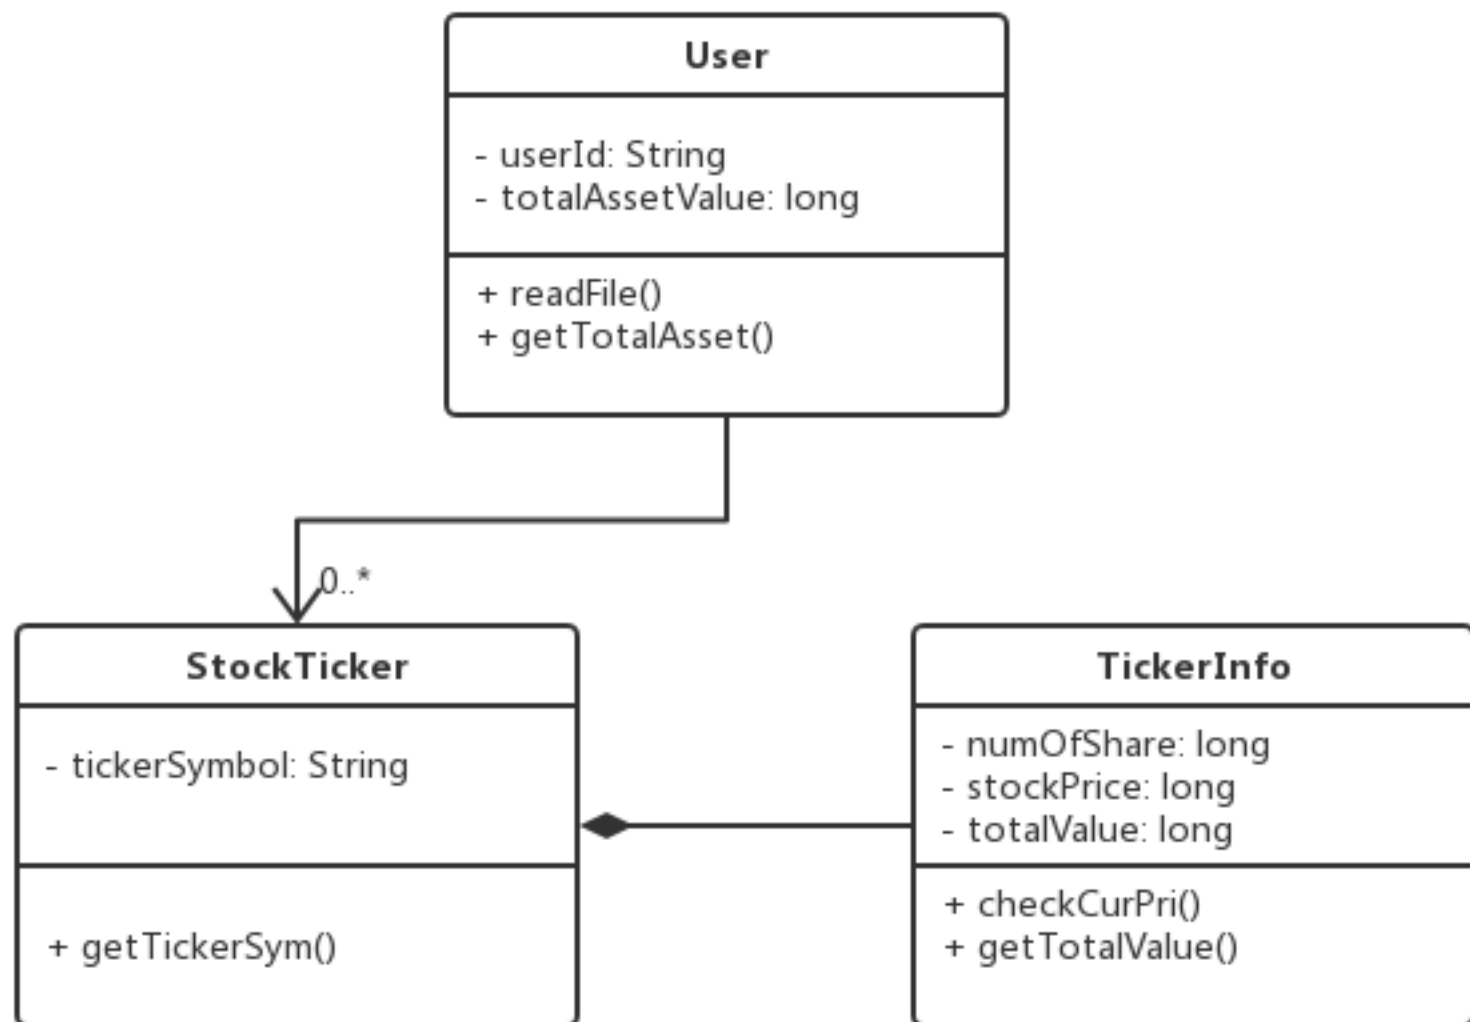 User
- userId: String
- totalAssetValue: long
+ readFile()
+ getTotalAsset()
0..*
StockTicker
- tickerSymbol: String
+ getTickerSym()
TickerInfo
- numOfShare: long
- stockPrice: long
- totalValue: long
+ checkCurPri()
+ getTotalValue()